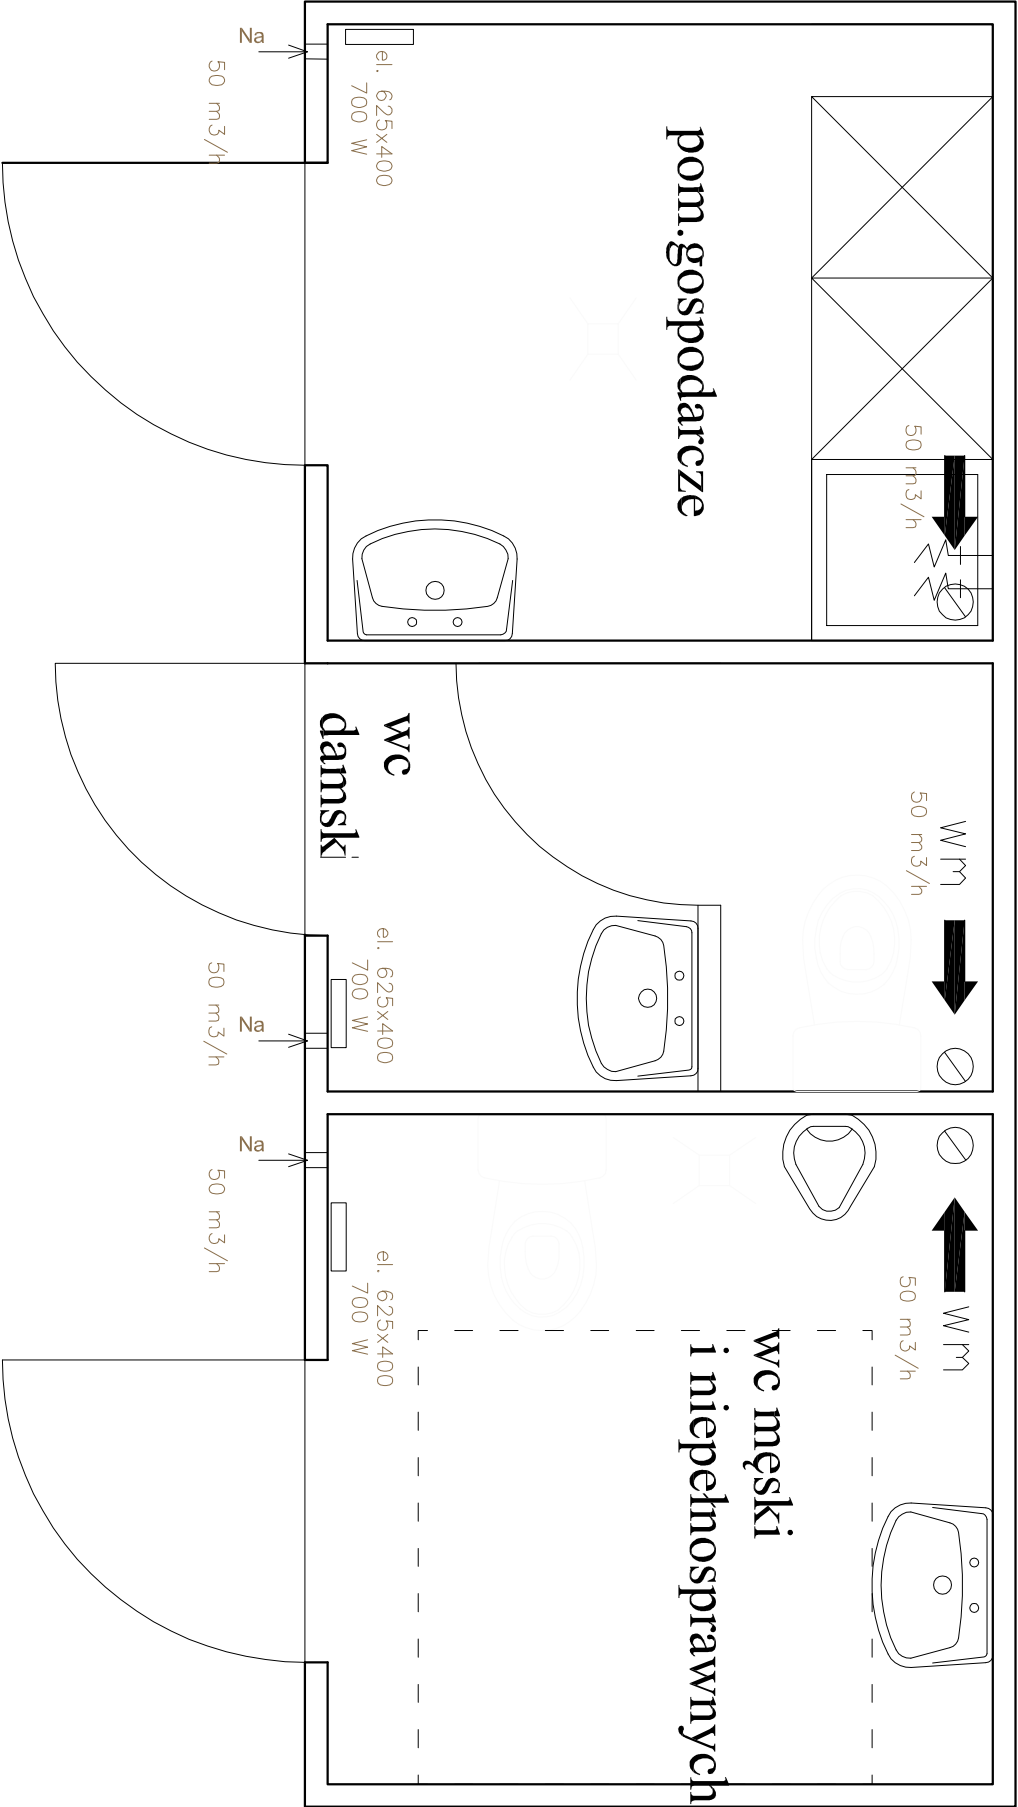 Na
50 m3/h
el. 625x400
700 W
pom.gospodarcze
50 m3/h
wc
damski
Wm
50 m3/h
el. 625x400
700 W
Na
50 m3/h
Na
50 m3/h
el. 625x400
700 W
Wm
50 m3/h
wc męski
i niepełnosprawnych